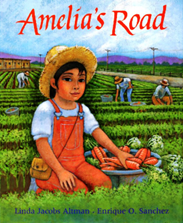 Amelia's Road
Linda Jacobs Altman - Enrique O. Sanchez